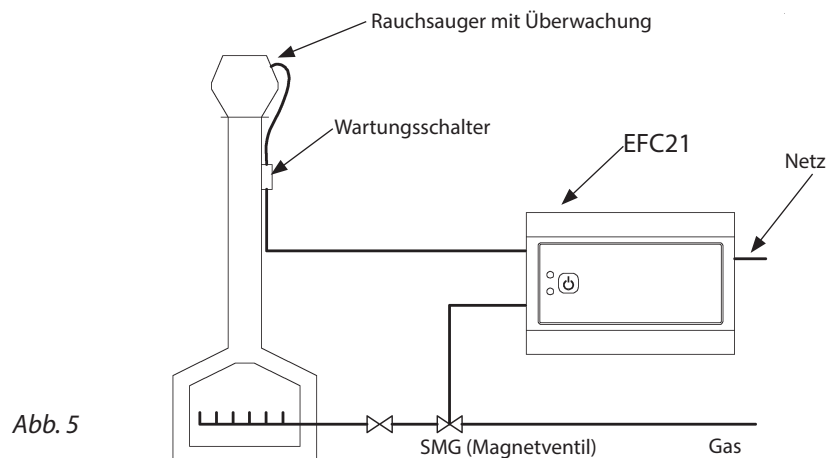 Rauchsauger mit Überwachung
Wartungsschalter
EFC21
Netz
Abb. 5
SMG (Magnetventil)
Gas